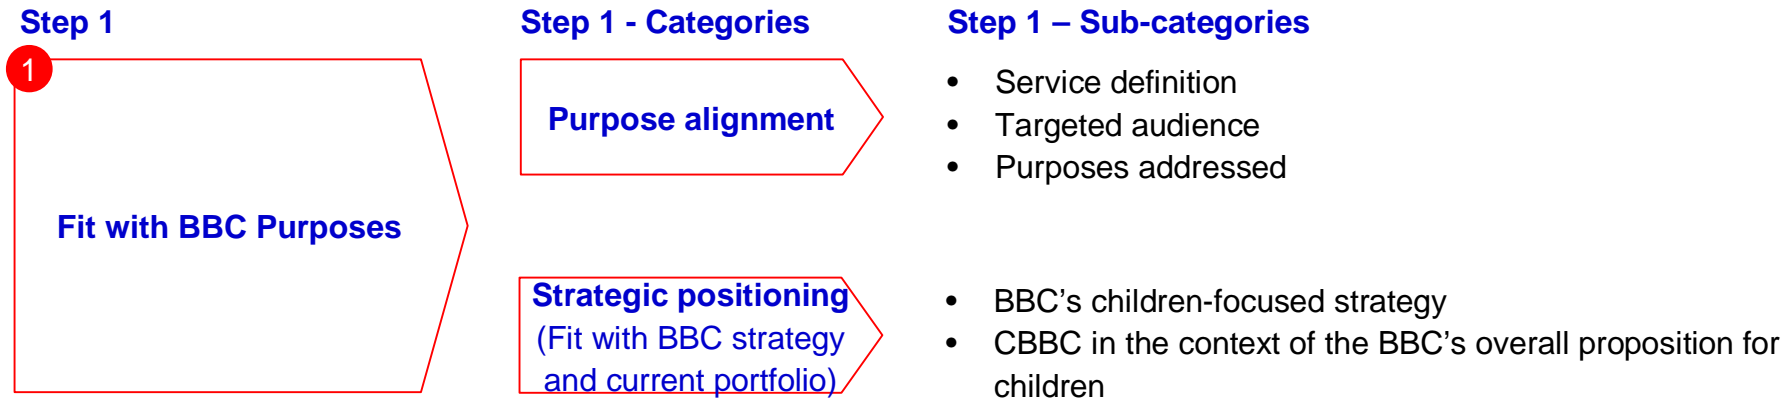 Step 1
Step 1 - Categories
Step 1 – Sub-categories
1
Fit with BBC Purposes
Purpose alignment
• Service definition
• Targeted audience
• Purposes addressed
Strategic positioning
(Fit with BBC strategy
and current portfolio)
• BBC’s children-focused strategy
• CBBC in the context of the BBC’s overall proposition for
children